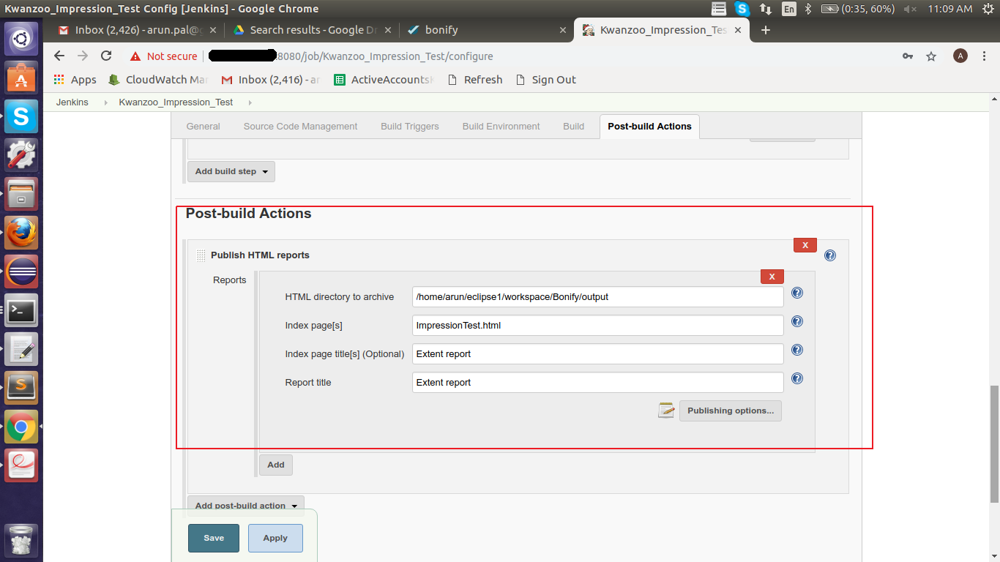 Kwanzoo_Impression_Test Config [Jenkins] - Google Chrome
En
(0:35, 60%)
11:09 AM
Inbox (2,426) - arun.pal@
Search results - Google Dr
bonify
Kwanzoo_Impression_Tes
Not secure
8080/job/Kwanzoo_Impression_Test/configure
A
Apps
CloudWatch Mar
Inbox (2,416) - ar
ActiveAccounts
Refresh
Sign Out
Jenkins
Kwanzoo_Impression_Test
General
Source Code Management
Build Triggers
Build Environment
Build
Post-build Actions
Add build step
Post-build Actions
X
Publish HTML reports
Reports
X
HTML directory to archive
/home/arun/eclipse1/workspace/Bonify/output
Index page[s]
ImpressionTest.html
Index page title[s] (Optional)
Extent report
Report title
Extent report
Publishing options...
Add
Add post-build action
Save
Apply